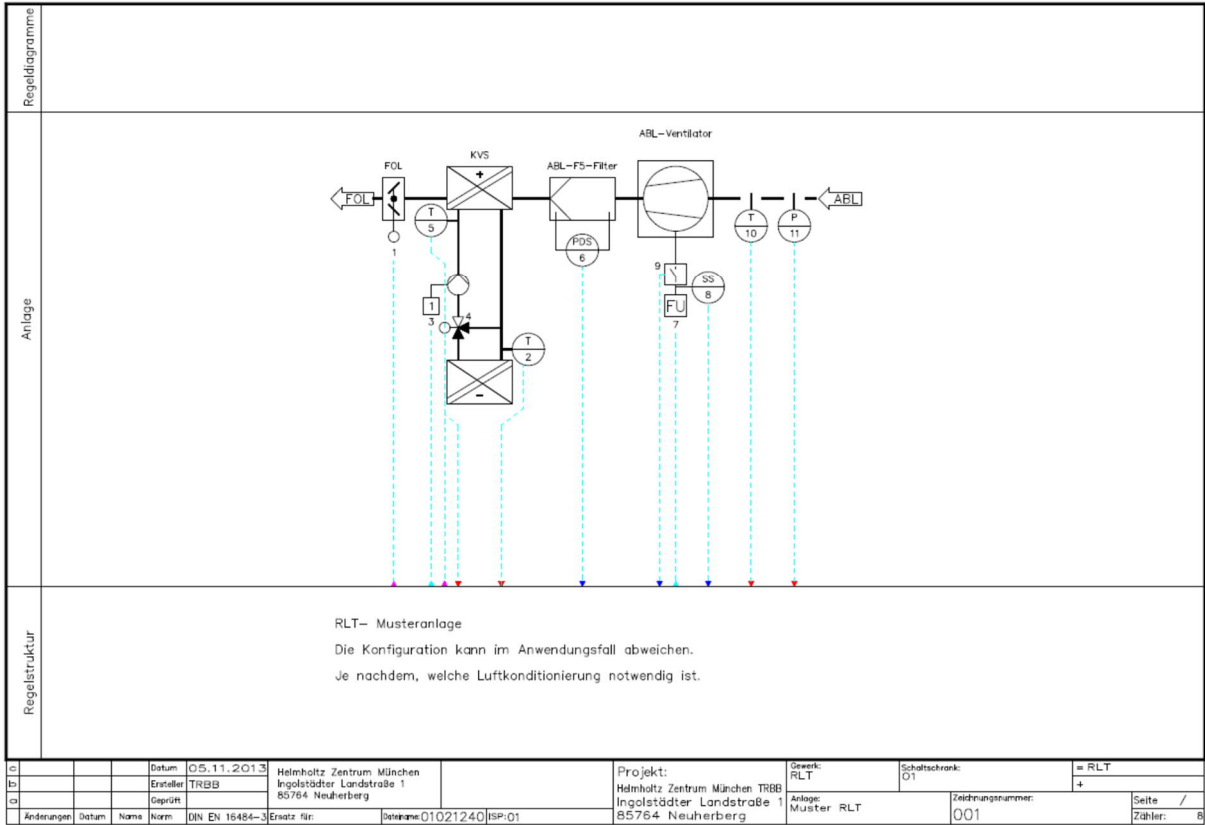 Regeldiagramme
Anlage
Regelstruktur
ABL-Ventilator
KVS
FOL
ABL-F5-Filter
+
FOL
ABL
T
5
T
10
P
11
1
PDS
6
9
SS
8
FU
7
1
3
4
T
2
-
RLT- Musteranlage
Die Konfiguration kann im Anwendungsfall abweichen.
Je nachdem, welche Luftkonditionierung notwendig ist.
c
b
a
Änderungen Datum Name
Datum 05.11.2013
Ersteller TRBB
Geprüft
Norm DIN EN 16484-3
Helmholtz Zentrum München
Ingolstädter Landstraße 1
85764 Neuherberg
Ersatz für:
Dateiname: 01021240 ISP:01
Projekt:
Helmholtz Zentrum München TRBB
Ingolstädter Landstraße 1
85764 Neuherberg
Gewerk:
RLT
Schaltschrank:
01
= RLT
+
Anlage:
Muster RLT
Zeichnungsnummer:
001
Seite /
Zähler: 8